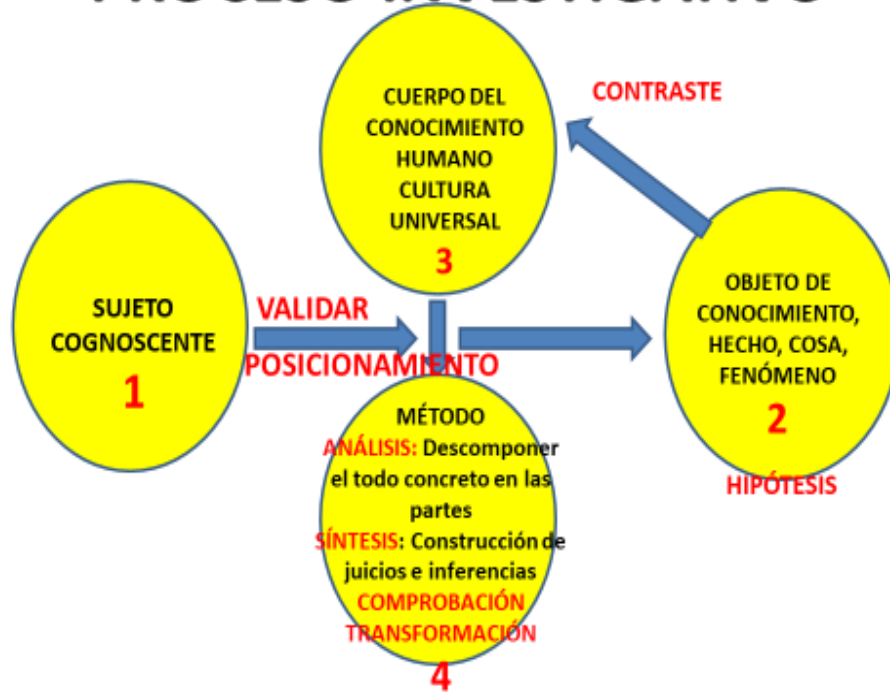 PROCESO INVESTIGATIVO
CUERPO DEL
CONOCIMIENTO
HUMANO
CULTURA
UNIVERSAL
3
CONTRASTE
SUJETO
COGNOSCENTE
1
VALIDAR
POSICIONAMIENTO
OBJETO DE
CONOCIMIENTO,
HECHO, COSA,
FENÓMENO
2
HIPÓTESIS
MÉTODO
ANÁLISIS: Descomponer
el todo concreto en las
partes
SÍNTESIS: Construcción de
juicios e inferencias
COMPROBACIÓN
TRANSFORMACIÓN
4